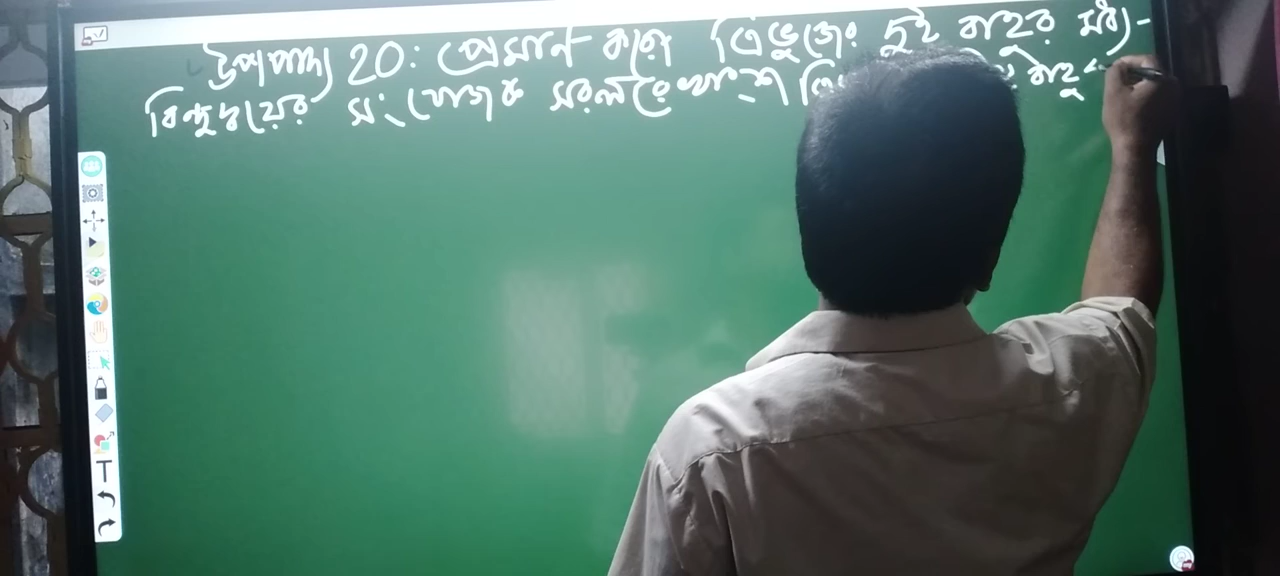 উপপাদ্য 20: প্রমাণ করো ত্রিভুজের দুই বাহুর মধ্য-
বিন্দুদ্বয়ের সংযোজক সরলরেখাংশ বাহুর
T